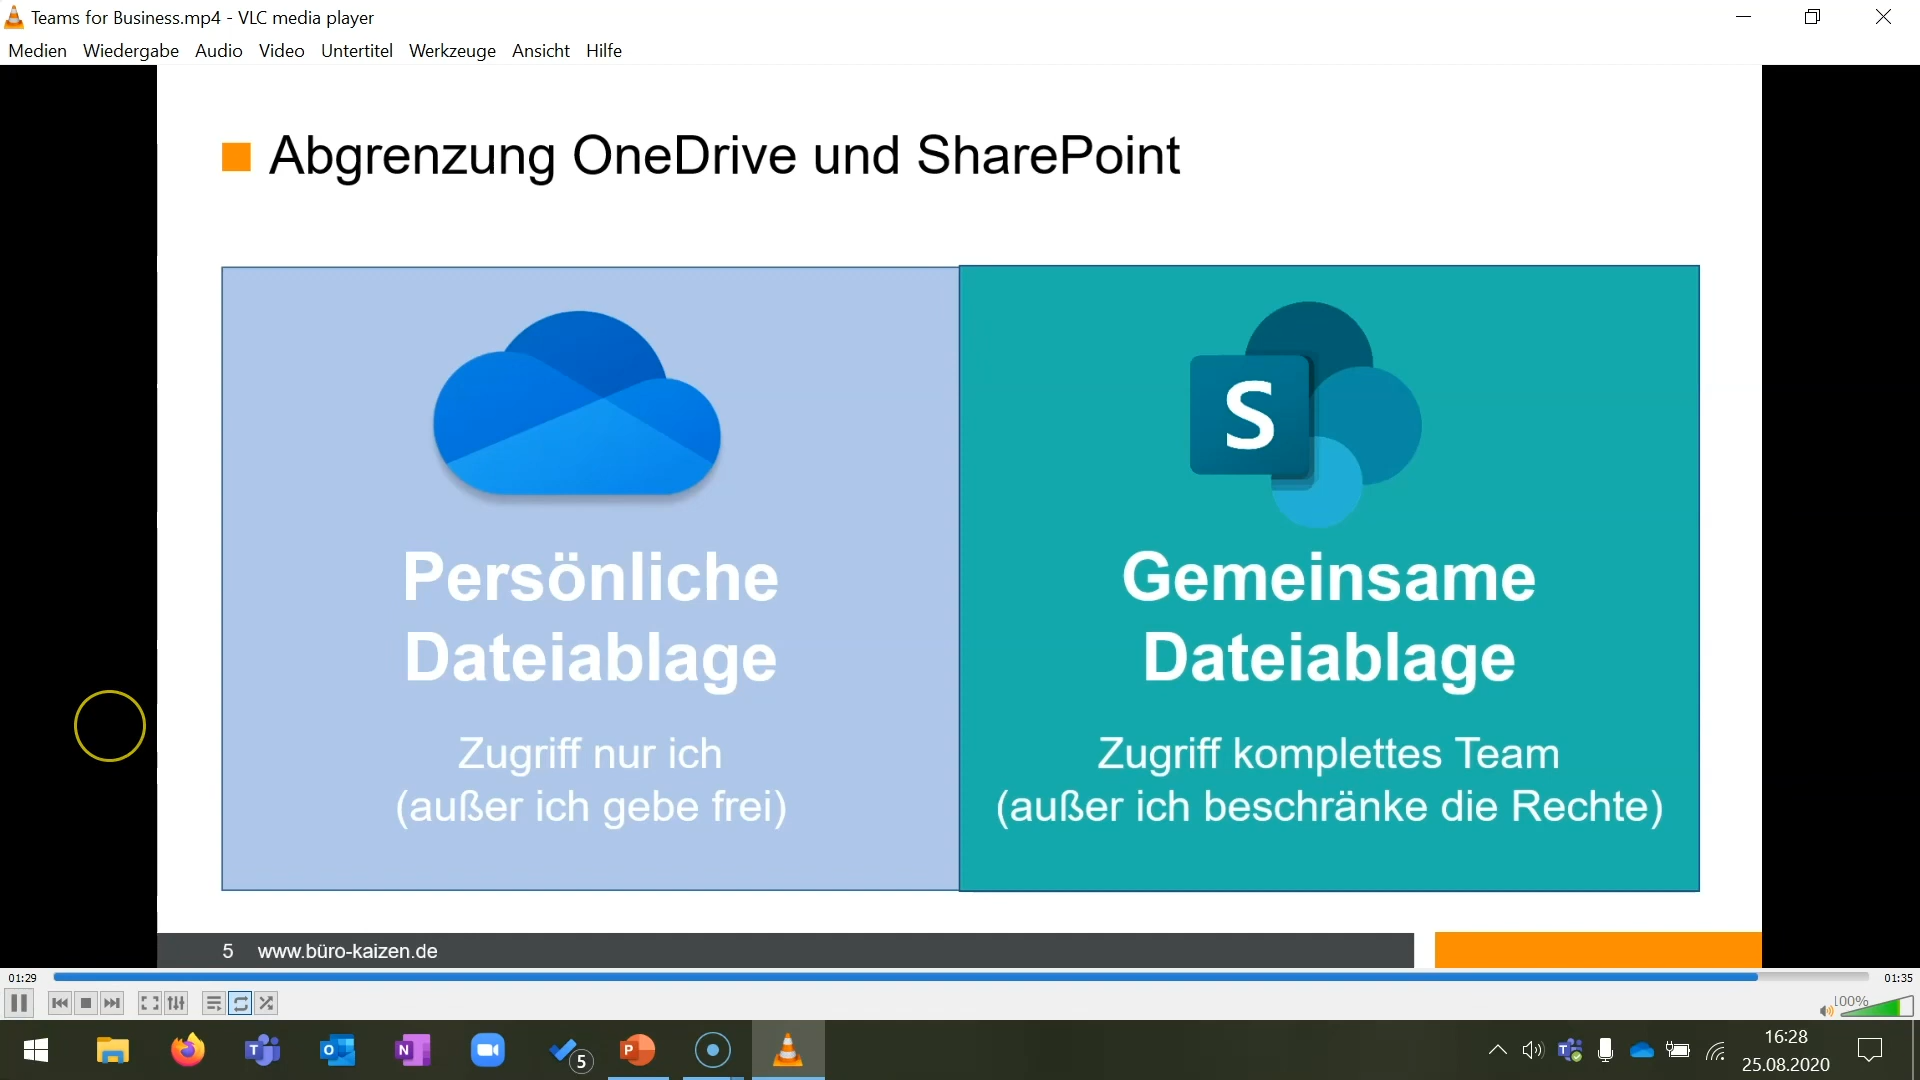 Teams for Business.mp4 - VLC media player
Medien Wiedergabe Audio Video Untertitel Werkzeuge Ansicht Hilfe
Abgrenzung OneDrive und SharePoint
S
Persönliche
Dateiablage
Zugriff nur ich
(außer ich gebe frei)
Gemeinsame
Dateiablage
Zugriff komplettes Team
(außer ich beschränke die Rechte)
5 www.büro-kaizen.de
01:29
01:35
100%
T
O
N
5
P
T
16:28
25.08.2020